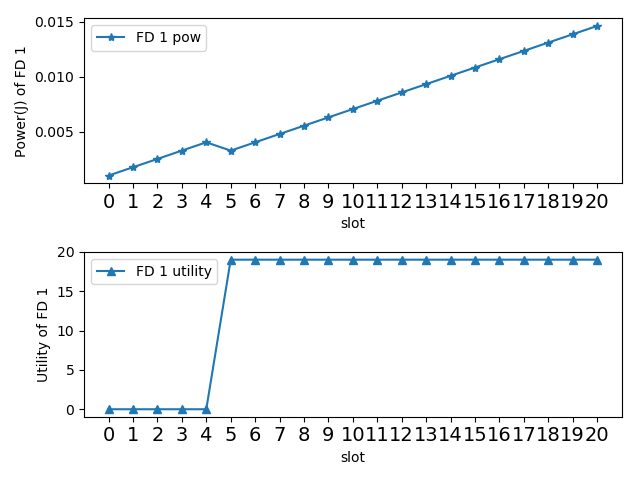 0.015
0.010
0.005
Power(J) of FD 1
FD 1 pow
0 1 2 3 4 5 6 7 8 9 10 11 12 13 14 15 16 17 18 19 20
slot
20
15
10
5
0
Utility of FD 1
FD 1 utility
0 1 2 3 4 5 6 7 8 9 10 11 12 13 14 15 16 17 18 19 20
slot